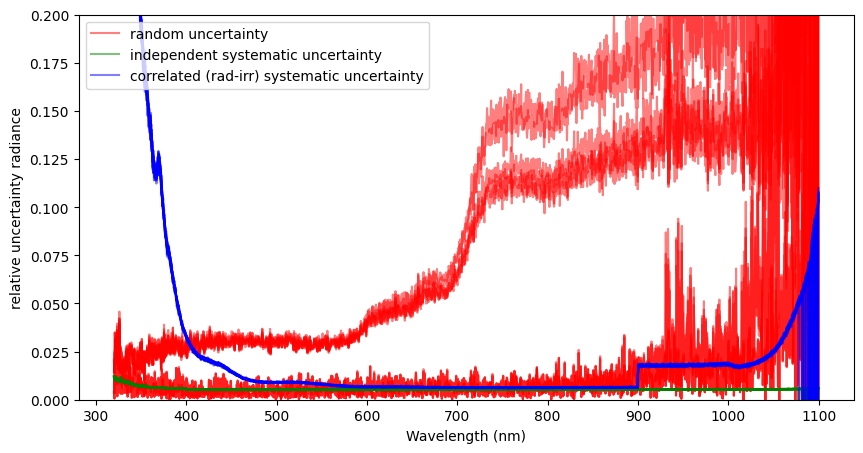 random uncertainty
independent systematic uncertainty
correlated (rad-irr) systematic uncertainty
relative uncertainty radiance
0.200
0.175
0.150
0.125
0.100
0.075
0.050
0.025
0.000
300 400 500 600 700 800 900 1000 1100
Wavelength (nm)